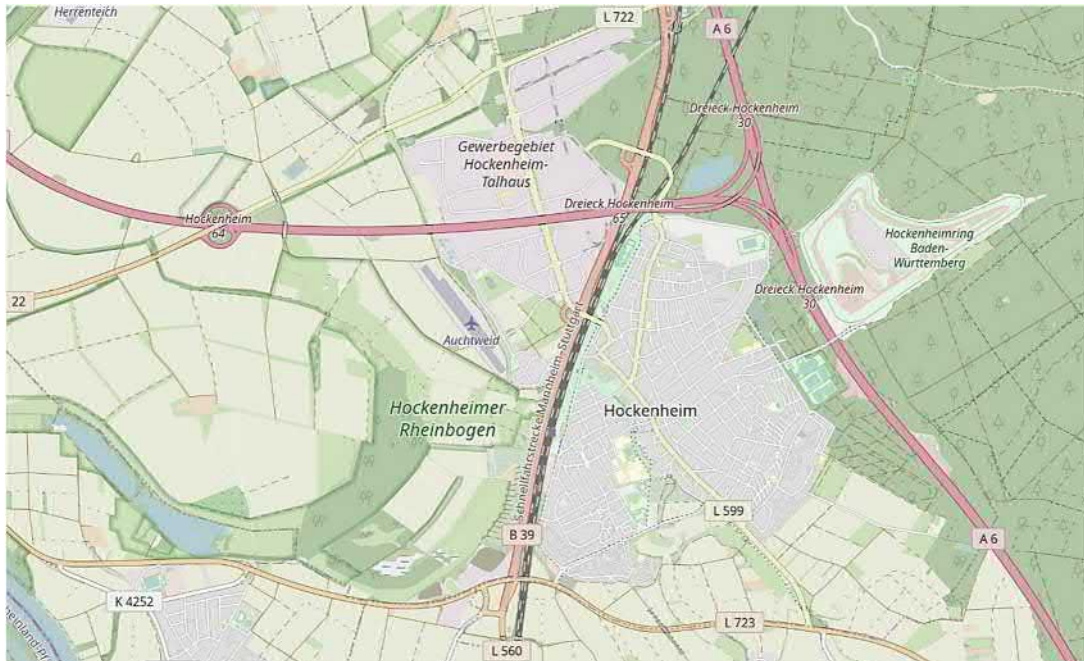 Herrenteich
L 722
A 6
Dreieck Hockenheim
30
Gewerbegebiet
Hockenheim-
Talhaus
Dreieck Hockenheim
65
Hockenheim
64
Hockenheimring
Baden-
Württemberg
Dreieck Hockenheim
30
22
Auchtweid
Schnellfahrstrecke Mannheim-Stuttgart
Hockenheimer
Rheinbogen
Hockenheim
L 599
B 39
A 6
K 4252
L 723
L 560